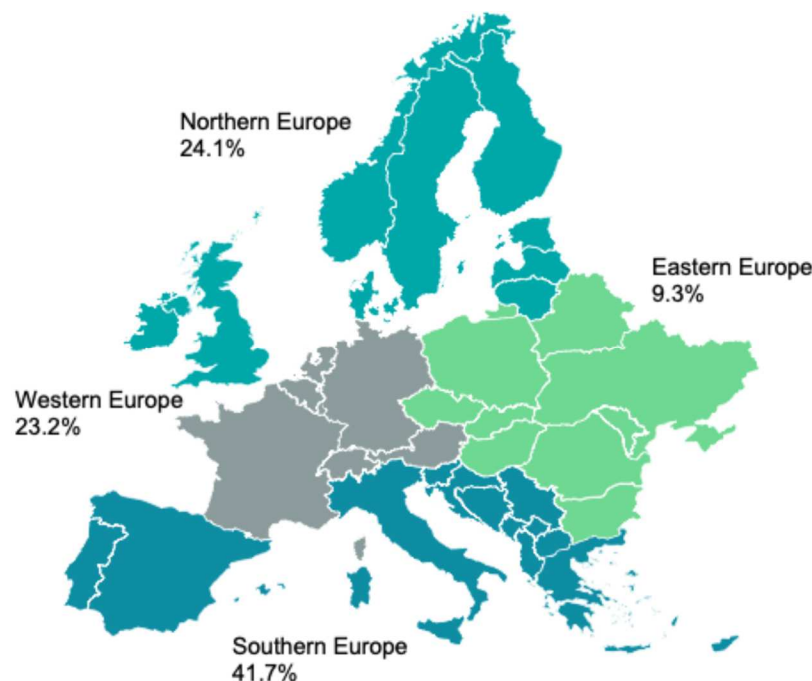 Northern Europe
24.1%
Eastern Europe
9.3%
Western Europe
23.2%
Southern Europe
41.7%